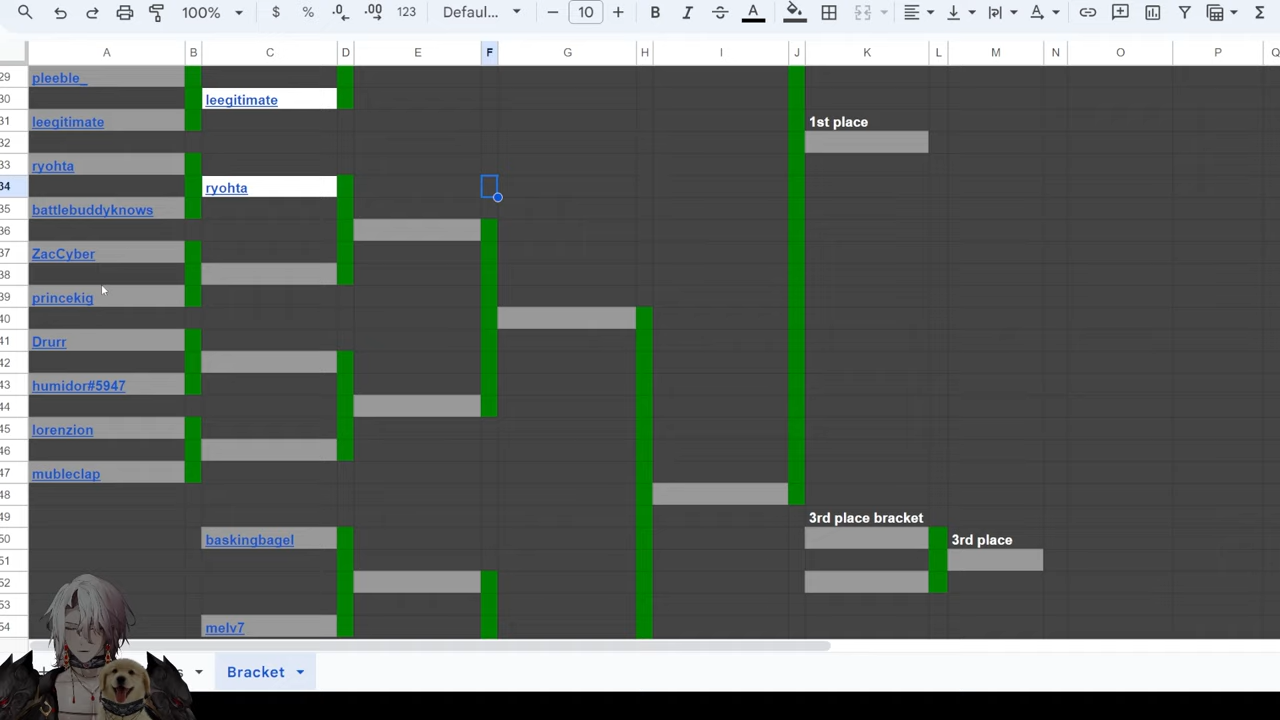 100% $ % .0 .00 123 Defaul... 10 B I A
A B C D E F G H I J K L M N O P Q
29 pleeble_
30 leegitimate
31 leegitimate 1st place
32
33 ryohta
34 ryohta
35 battlebuddyknows
36
37 ZacCyber
38
39 princekig
40
41 Drurr
42
43 humidor#5947
44
45 lorenzion
46
47 mubleclap
48
49 3rd place bracket
50 baskingbagel 3rd place
51
52
53
54 melv7
Bracket